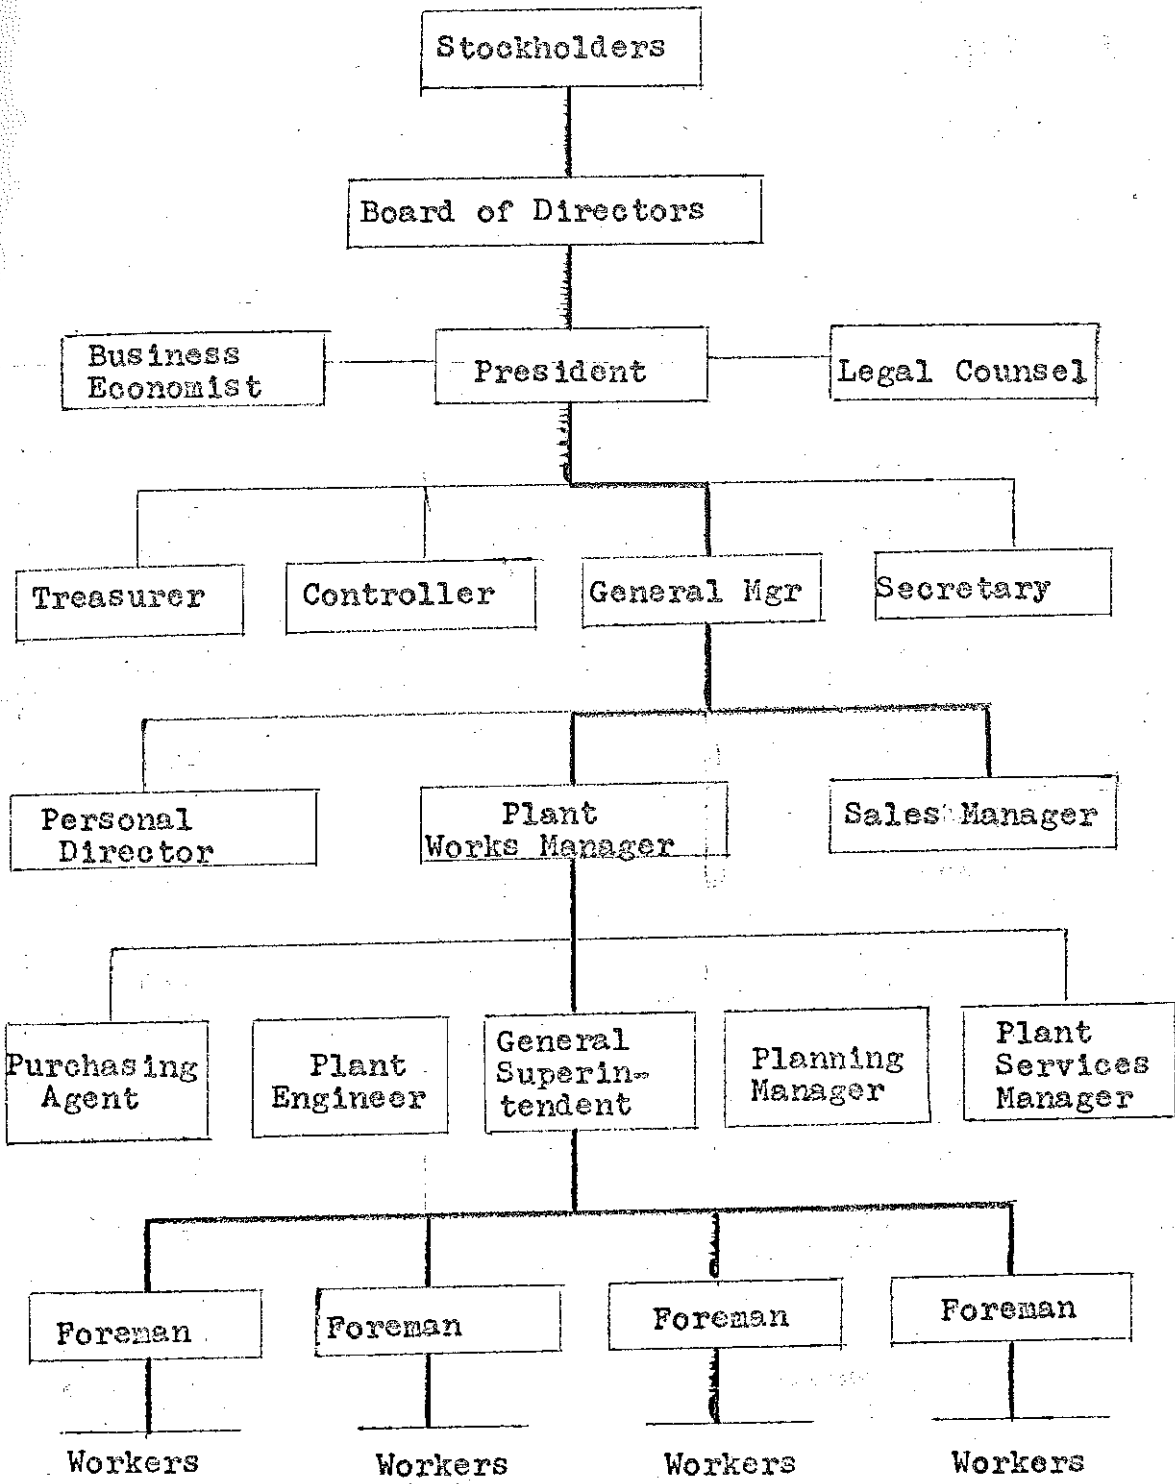 Stockholders
Board of Directors
Business
Economist
President
Legal Counsel
Treasurer
Controller
General Mgr
Secretary
Personal
Director
Plant
Works Manager
Sales Manager
Purchasing
Agent
Plant
Engineer
General
Superin-
tendent
Planning
Manager
Plant
Services
Manager
Foreman
Foreman
Foreman
Foreman
Workers
Workers
Workers
Workers